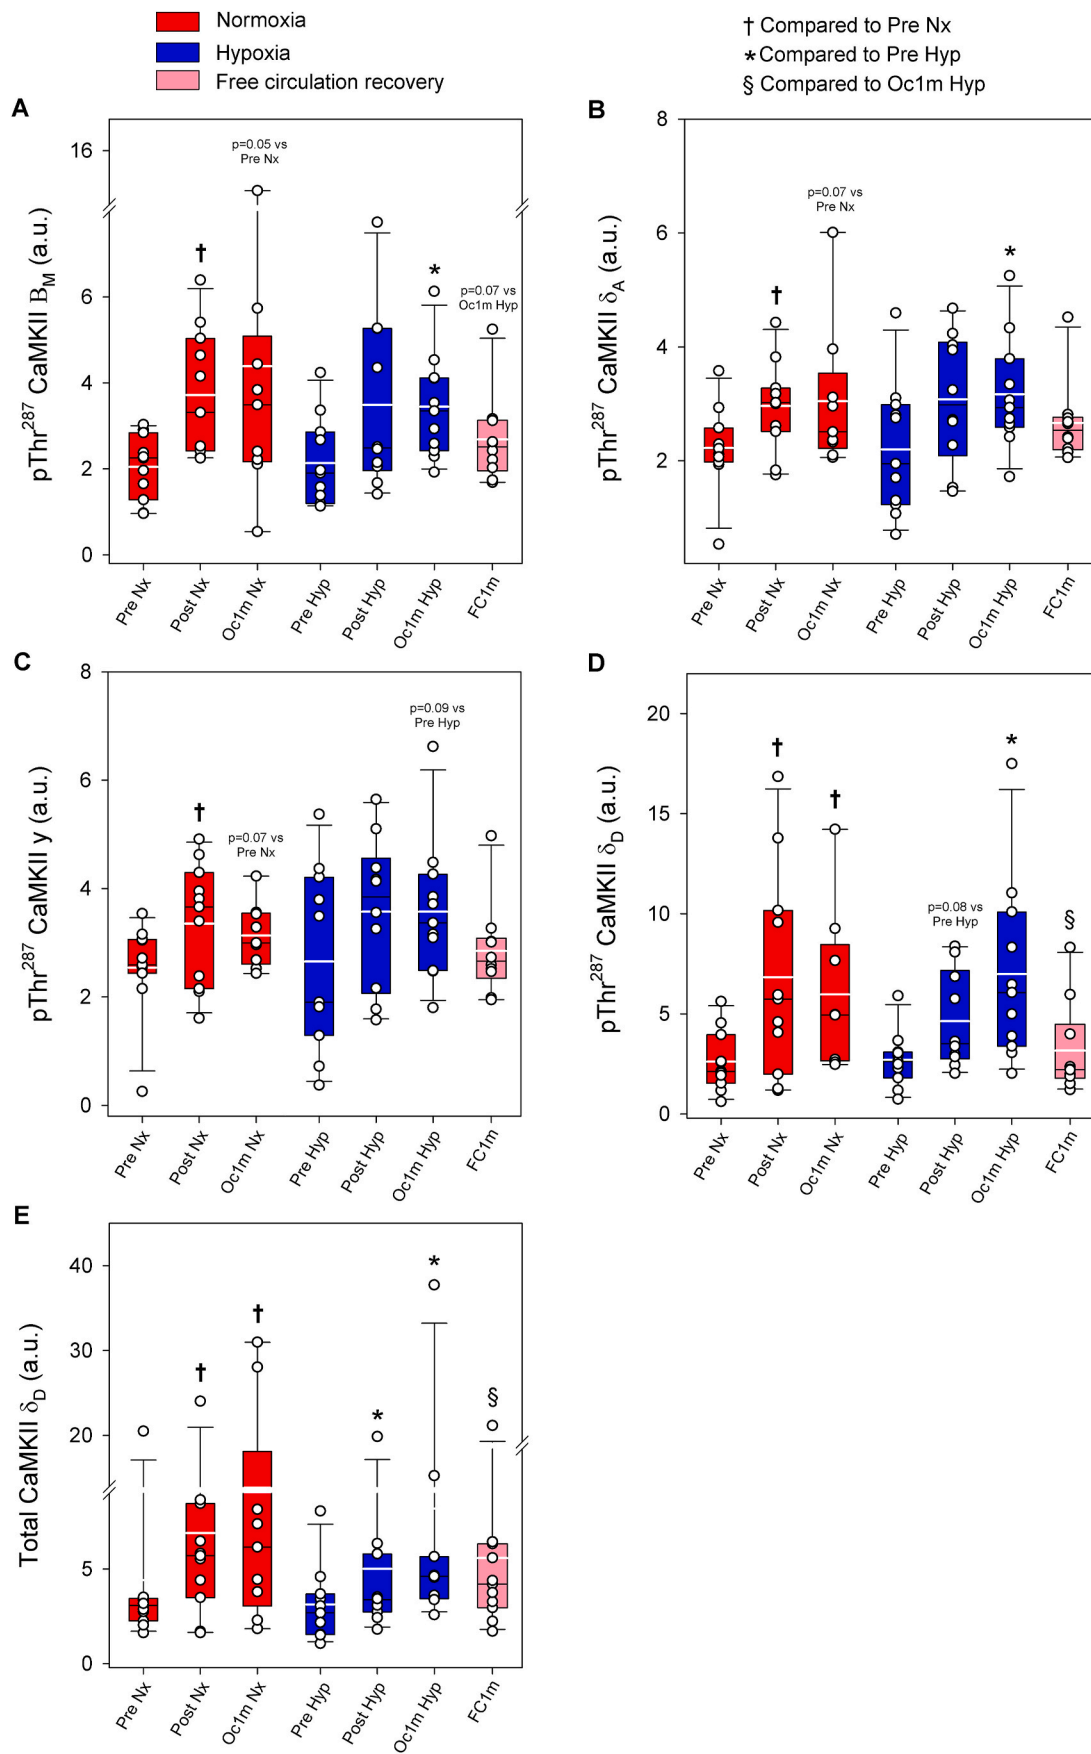 Normoxia
Hypoxia
Free circulation recovery
† Compared to Pre Nx
* Compared to Pre Hyp
§ Compared to Oc1m Hyp
A
pThr287 CaMKII BM (a.u.)
16
6
4
2
0
†
p=0.05 vs
Pre Nx
*
p=0.07 vs
Oc1m Hyp
Pre Nx
Post Nx
Oc1m Nx
Pre Hyp
Post Hyp
Oc1m Hyp
FC1m
B
pThr287 CaMKII δA (a.u.)
8
6
4
2
†
p=0.07 vs
Pre Nx
*
Pre Nx
Post Nx
Oc1m Nx
Pre Hyp
Post Hyp
Oc1m Hyp
FC1m
C
pThr287 CaMKII y (a.u.)
8
6
4
2
0
†
p=0.07 vs
Pre Nx
p=0.09 vs
Pre Hyp
Pre Nx
Post Nx
Oc1m Nx
Pre Hyp
Post Hyp
Oc1m Hyp
FC1m
D
pThr287 CaMKII δD (a.u.)
20
15
10
5
0
†
†
p=0.08 vs
Pre Hyp
*
§
Pre Nx
Post Nx
Oc1m Nx
Pre Hyp
Post Hyp
Oc1m Hyp
FC1m
E
Total CaMKII δD (a.u.)
40
30
20
5
0
†
†
*
*
§
Pre Nx
Post Nx
Oc1m Nx
Pre Hyp
Post Hyp
Oc1m Hyp
FC1m